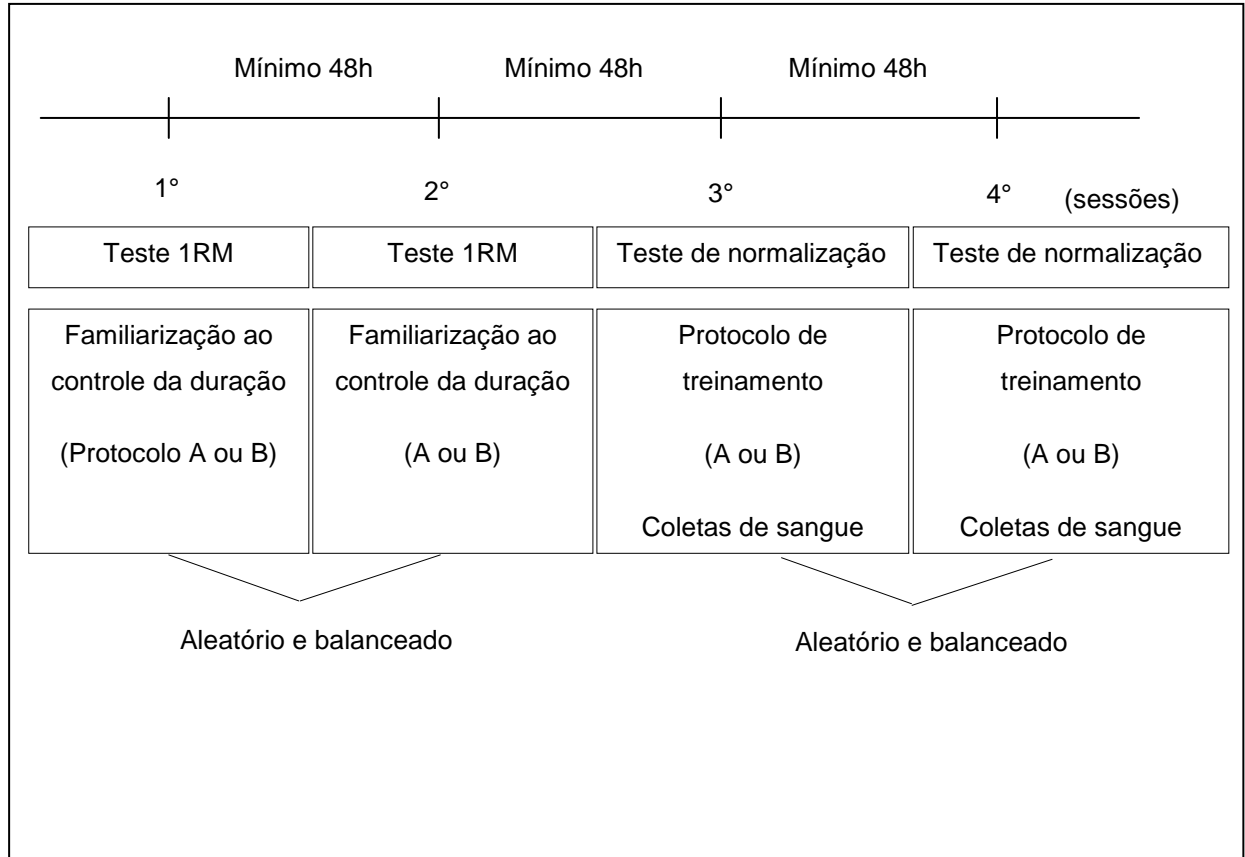 Mínimo 48h Mínimo 48h Mínimo 48h
1° 2° 3° 4° (sessões)
Teste 1RM Teste 1RM Teste de normalização Teste de normalização
Familiarização ao
controle da duração
(Protocolo A ou B)
Familiarização ao
controle da duração
(A ou B)
Protocolo de
treinamento
(A ou B)
Coletas de sangue
Protocolo de
treinamento
(A ou B)
Coletas de sangue
Aleatório e balanceado
Aleatório e balanceado